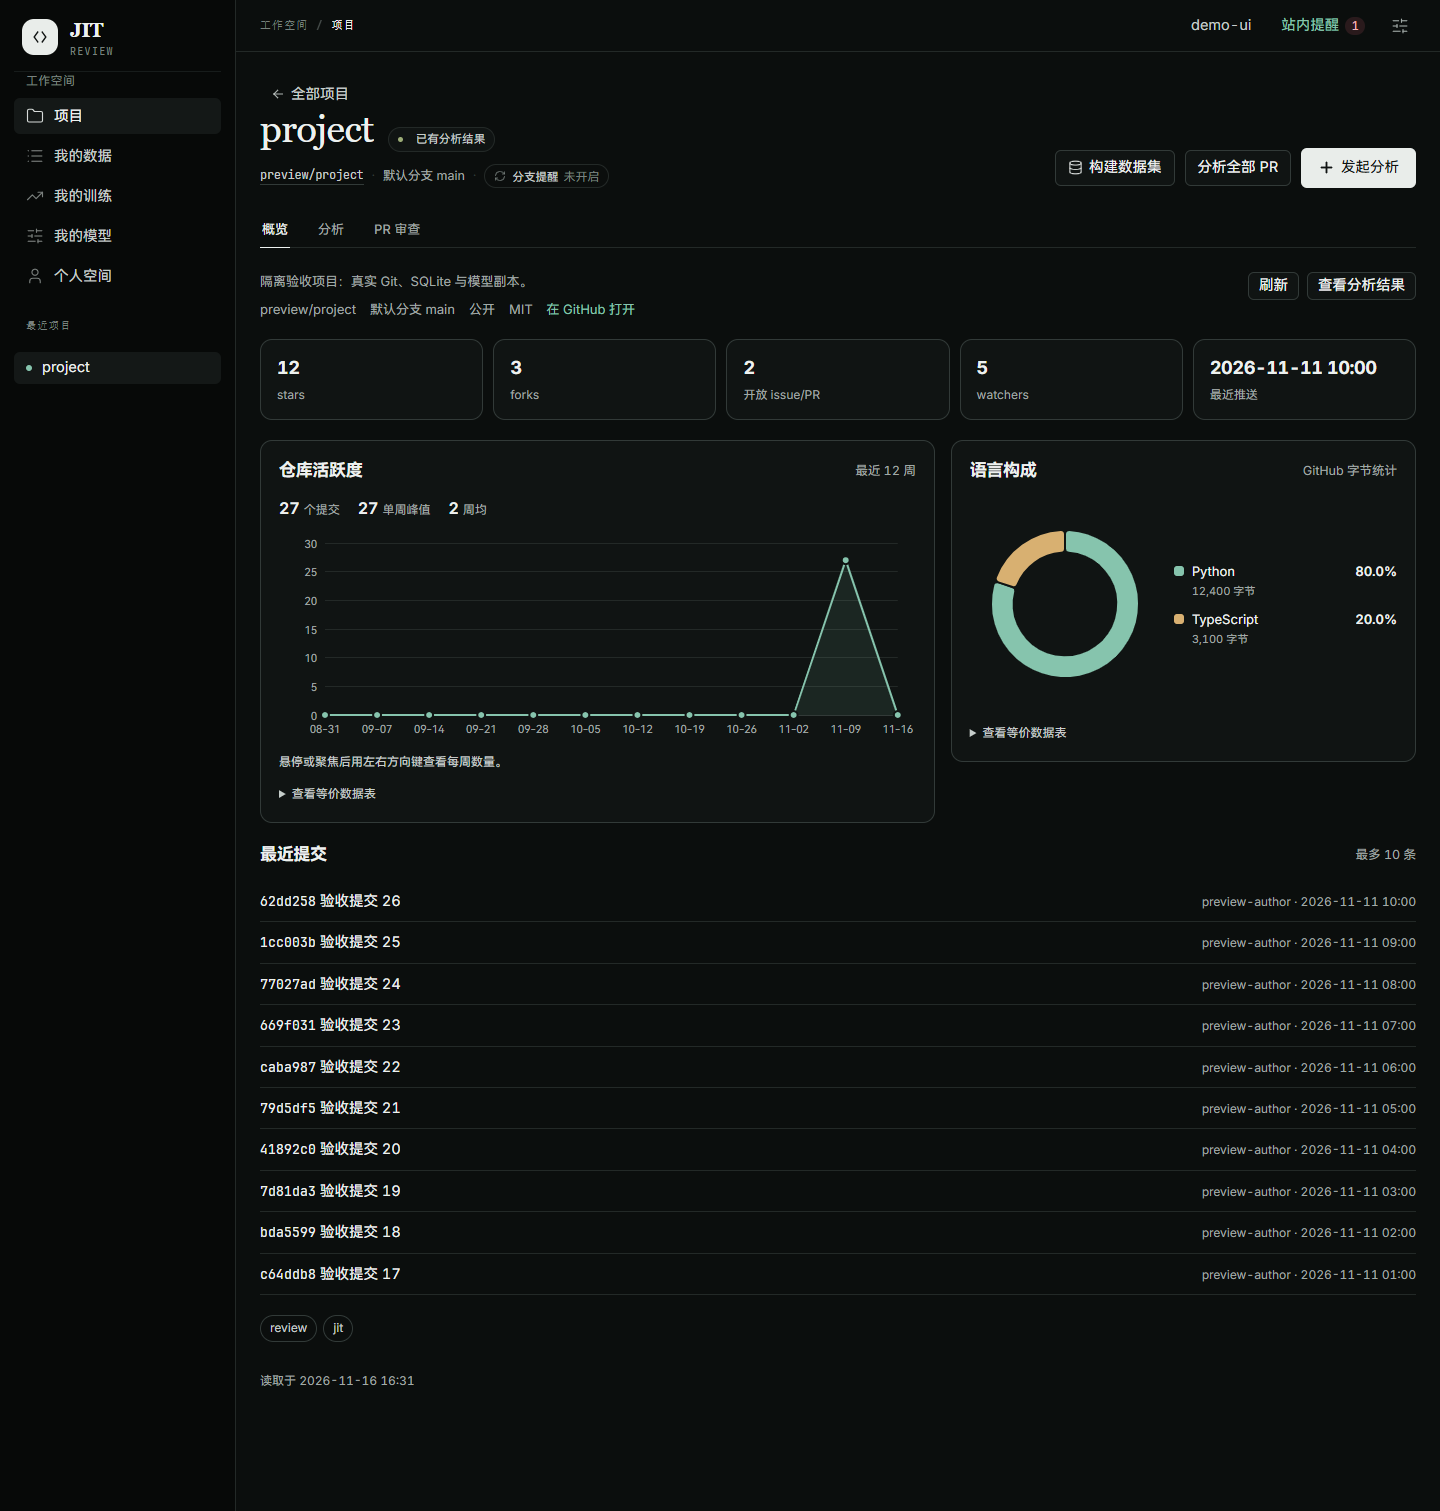 JIT
REVIEW
工作空间
项目
我的数据
我的训练
我的模型
个人空间
最近项目
project
工作空间 / 项目
demo-ui
站内提醒 1
← 全部项目
project
已有分析结果
preview/project · 默认分支 main · 分支提醒 未开启
构建数据集
分析全部 PR
发起分析
概览
分析
PR 审查
隔离验收项目：真实 Git、SQLite 与模型副本。
刷新
查看分析结果
preview/project 默认分支 main 公开 MIT 在 GitHub 打开
12
stars
3
forks
2
开放 issue/PR
5
watchers
2026-11-11 10:00
最近推送
仓库活跃度
最近 12 周
27 个提交 27 单周峰值 2 周均
30
25
20
15
10
5
0
08-31 09-07 09-14 09-21 09-28 10-05 10-12 10-19 10-26 11-02 11-09 11-16
悬停或聚焦后用左右方向键查看每周数量。
查看等价数据表
语言构成
GitHub 字节统计
Python 80.0%
12,400 字节
TypeScript 20.0%
3,100 字节
查看等价数据表
最近提交
最多 10 条
62dd258 验收提交 26 preview-author · 2026-11-11 10:00
1cc003b 验收提交 25 preview-author · 2026-11-11 09:00
77027ad 验收提交 24 preview-author · 2026-11-11 08:00
669f031 验收提交 23 preview-author · 2026-11-11 07:00
caba987 验收提交 22 preview-author · 2026-11-11 06:00
79d5df5 验收提交 21 preview-author · 2026-11-11 05:00
41892c0 验收提交 20 preview-author · 2026-11-11 04:00
7d81da3 验收提交 19 preview-author · 2026-11-11 03:00
bda5599 验收提交 18 preview-author · 2026-11-11 02:00
c64ddb8 验收提交 17 preview-author · 2026-11-11 01:00
review
jit
读取于 2026-11-16 16:31